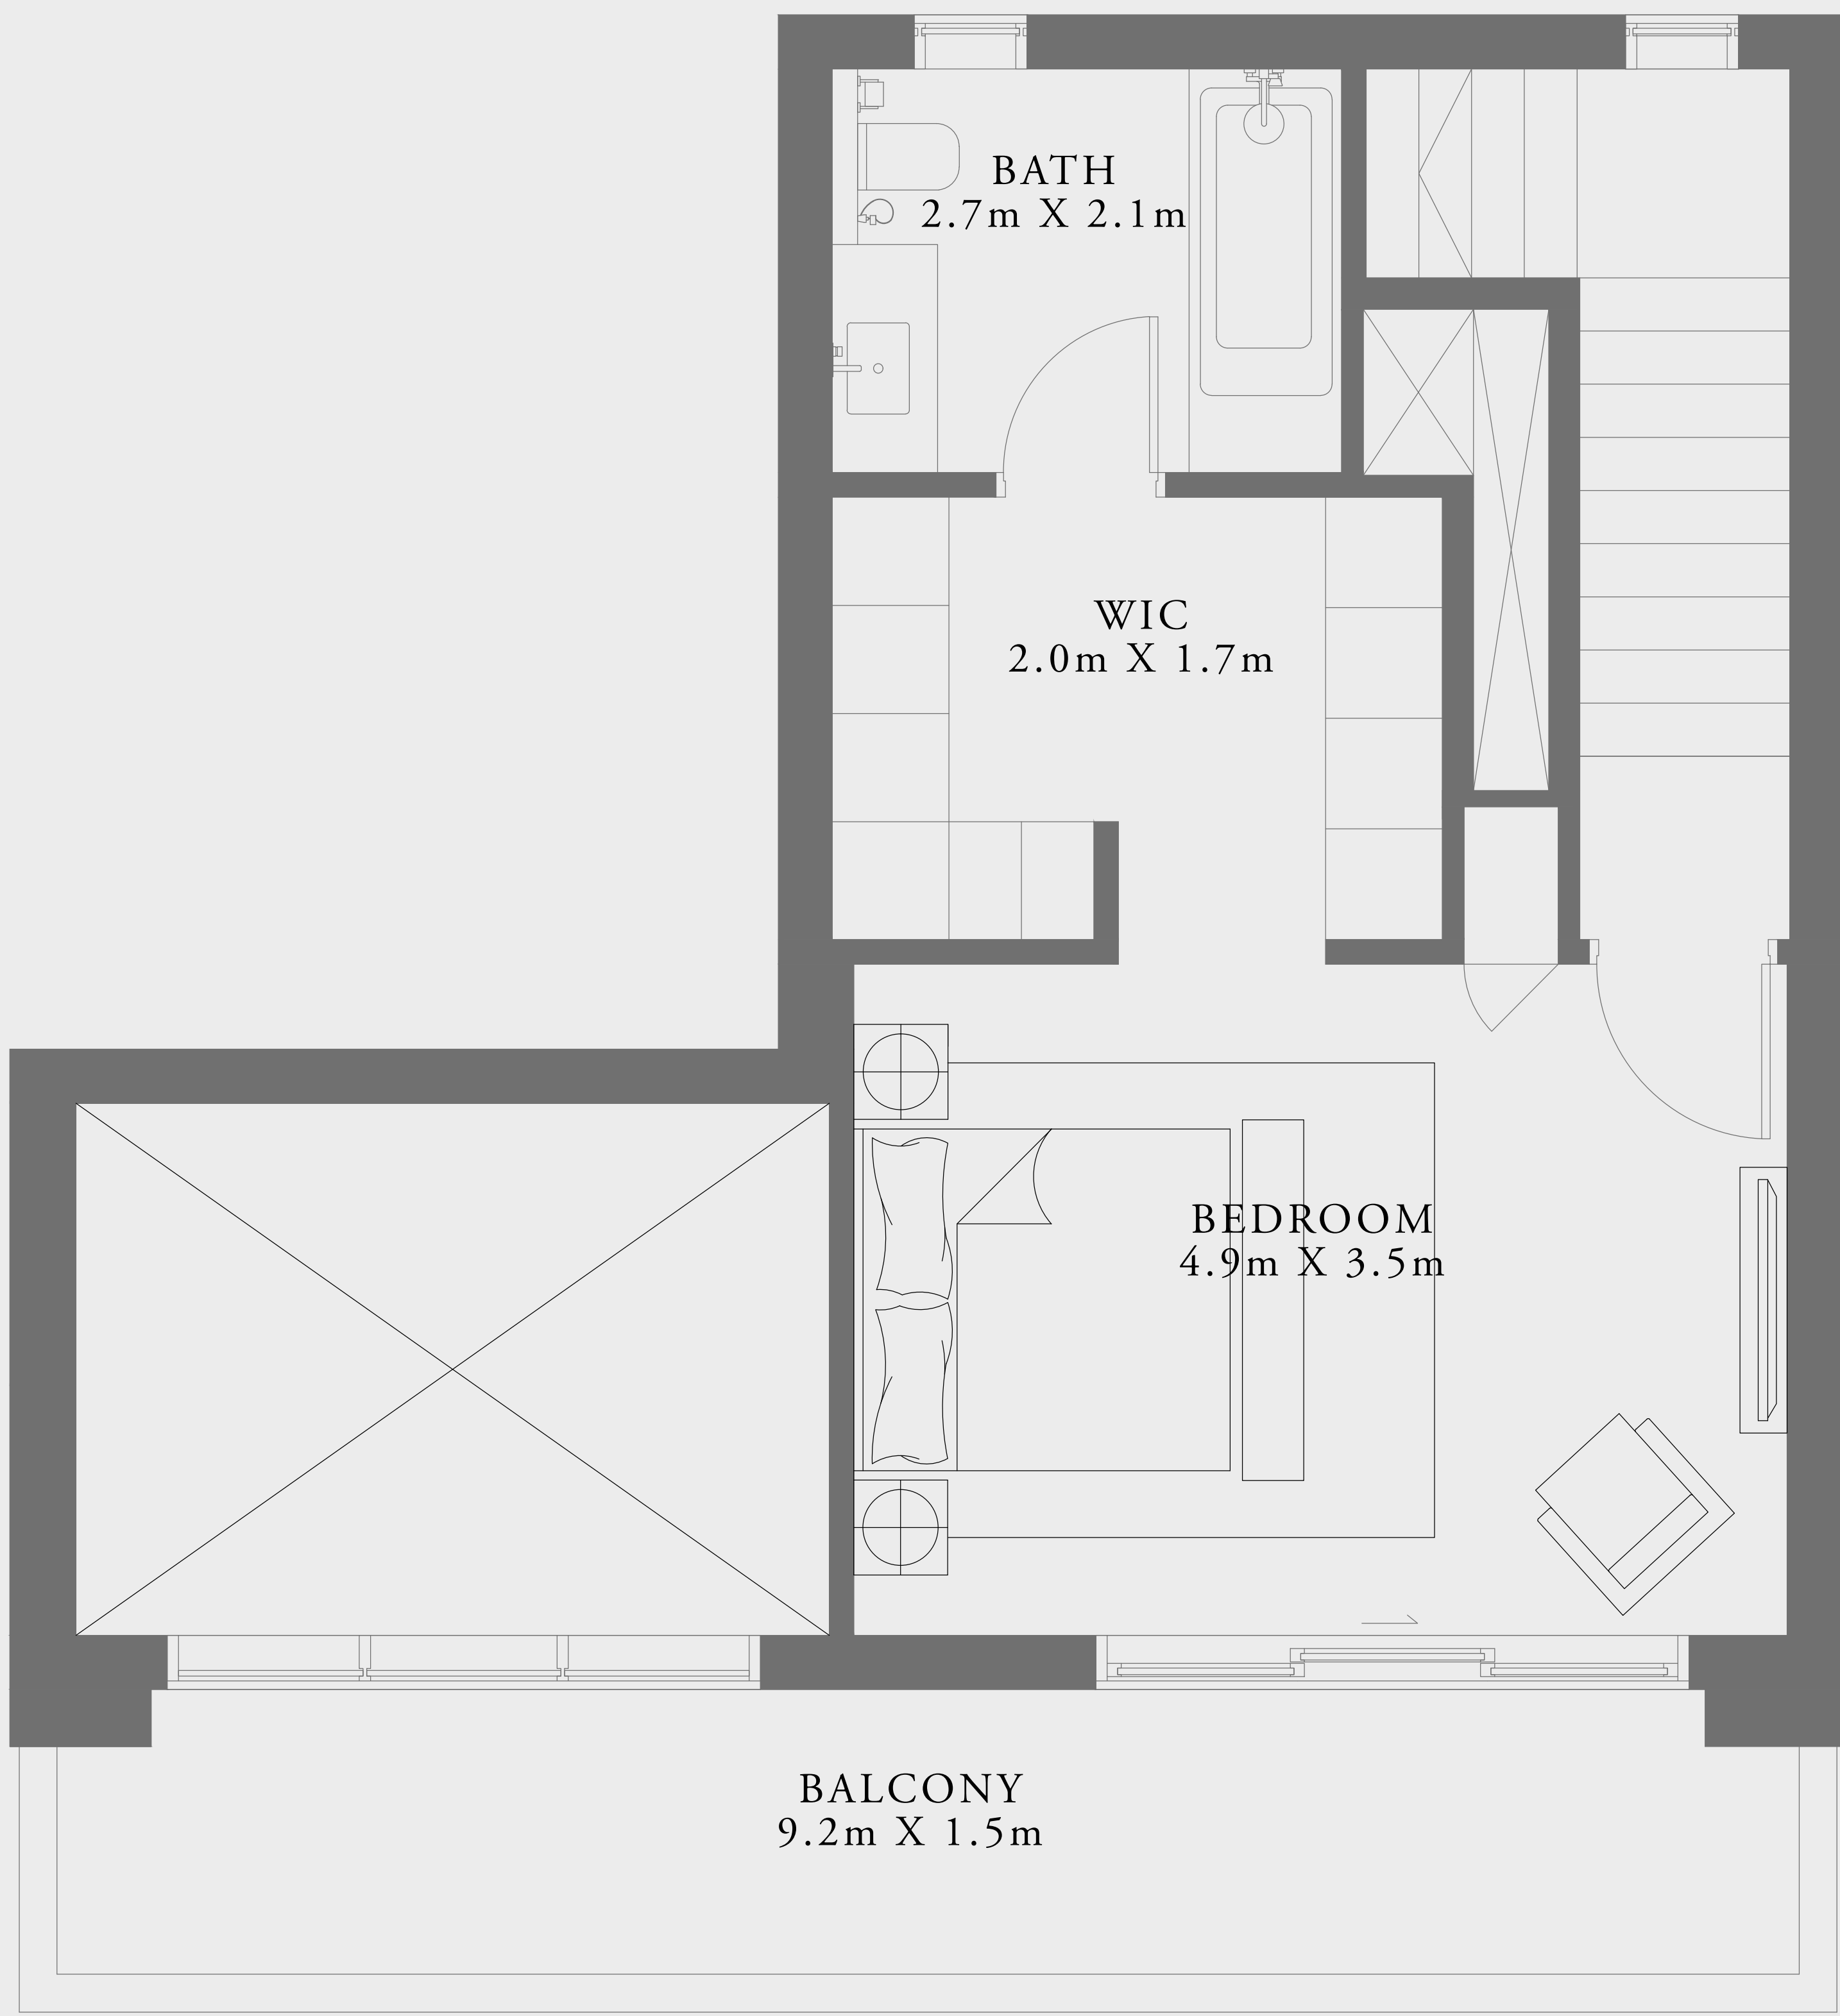 BATH
2.7m X 2.1m
WIC
2.0m X 1.7m
BEDROOM
4.9m X 3.5m
BALCONY
9.2m X 1.5m